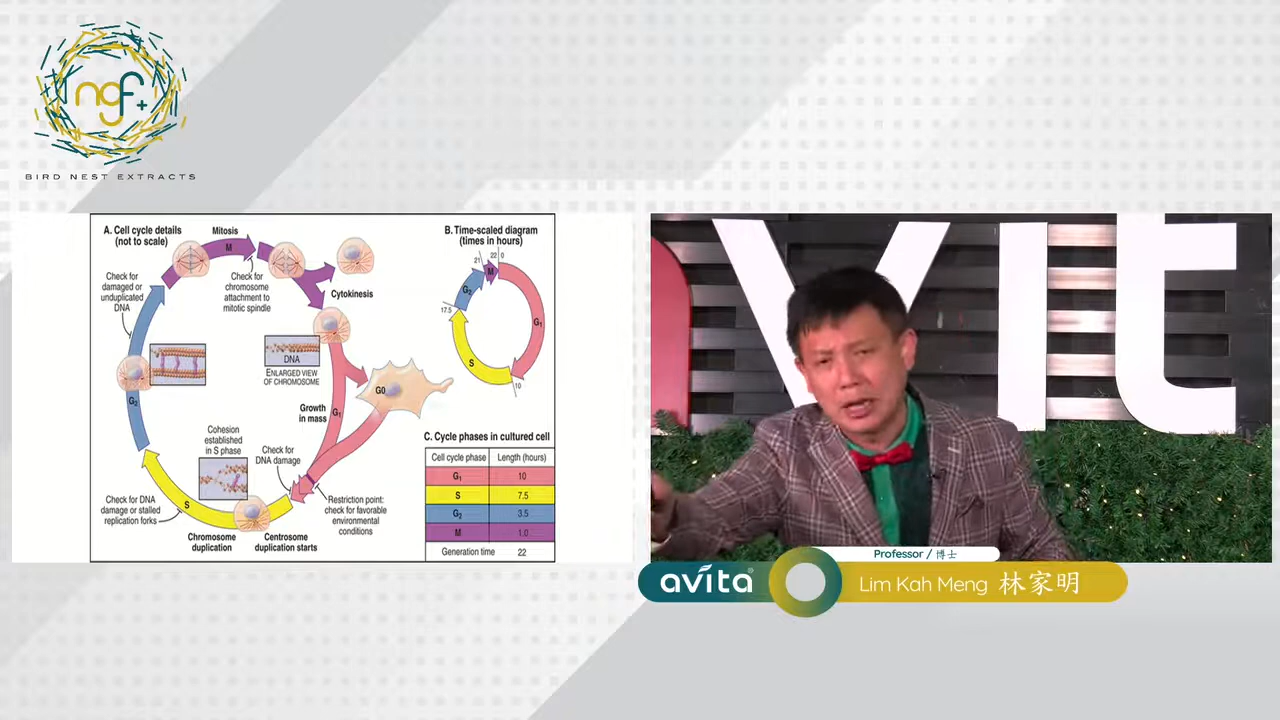 ngf+
BIRD NEST EXTRACTS
A. Cell cycle details
(not to scale)
Mitosis
M
Check for
damaged or
unduplicated
DNA
Check for
chromosome
attachment to
mitotic spindle
Cytokinesis
DNA
ENLARGED VIEW
OF CHROMOSOME
G0
G2
Growth
in mass
G1
Cohesion
established
in S phase
Check for
DNA damage
Check for DNA
damage or stalled
replication forks
S
Restriction point:
check for favorable
environmental
conditions
Chromosome
duplication
Centrosome
duplication starts
B. Time-scaled diagram
(times in hours)
21
22
0
M
G2
17.5
G1
S
10
C. Cycle phases in cultured cell
Cell cycle phase Length (hours)
G1 10
S 7.5
G2 3.5
M 1.0
Generation time 22
vit
Professor / 博士
avita®
Lim Kah Meng 林家明